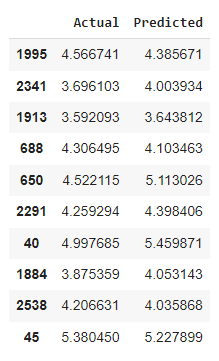 Actual Predicted
1995 4.566741 4.385671
2341 3.696103 4.003934
1913 3.592093 3.643812
688 4.306495 4.103463
650 4.522115 5.113026
2291 4.259294 4.398406
40 4.997685 5.459871
1884 3.875359 4.053143
2538 4.206631 4.035868
45 5.380450 5.227899